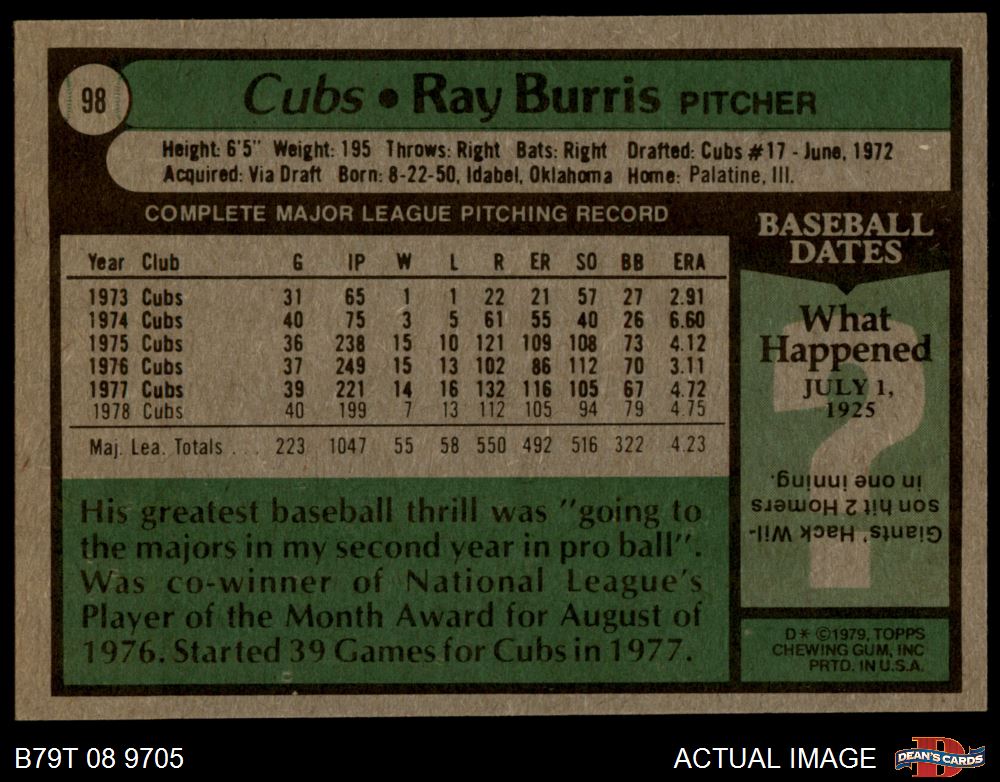 98
Cubs • Ray Burris PITCHER
Height: 6'5" Weight: 195 Throws: Right Bats: Right Drafted: Cubs #17 - June, 1972
Acquired: Via Draft Born: 8-22-50, Idabel, Oklahoma Home: Palatine, Ill.
COMPLETE MAJOR LEAGUE PITCHING RECORD
Year Club G IP W L R ER SO BB ERA
1973 Cubs 31 65 1 1 22 21 57 27 2.91
1974 Cubs 40 75 3 5 61 55 40 26 6.60
1975 Cubs 36 238 15 10 121 109 108 73 4.12
1976 Cubs 37 249 15 13 102 86 112 70 3.11
1977 Cubs 39 221 14 16 132 116 105 67 4.72
1978 Cubs 40 199 7 13 112 105 94 79 4.75
Maj. Lea. Totals . . . 223 1047 55 58 550 492 516 322 4.23
His greatest baseball thrill was "going to
the majors in my second year in pro ball".
Was co-winner of National League's
Player of the Month Award for August of
1976. Started 39 Games for Cubs in 1977.
BASEBALL
DATES
What
Happened
JULY 1,
1925
?
Giants' Hack Wil-
son hit 2 Homers
in one inning.
D* ©1979, TOPPS
CHEWING GUM, INC
PRTD. IN U.S.A.
B79T 08 9705
ACTUAL IMAGE
D
DEAN'S CARDS